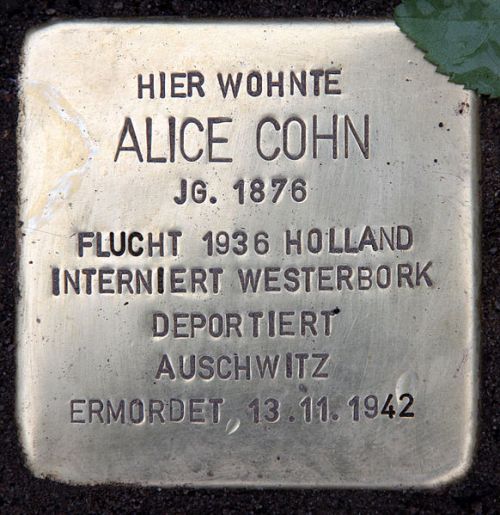 HIER WOHNTE
ALICE COHN
JG. 1876
FLUCHT 1936 HOLLAND
INTERNIERT WESTERBORK
DEPORTIERT
AUSCHWITZ
ERMORDET 13.11.1942